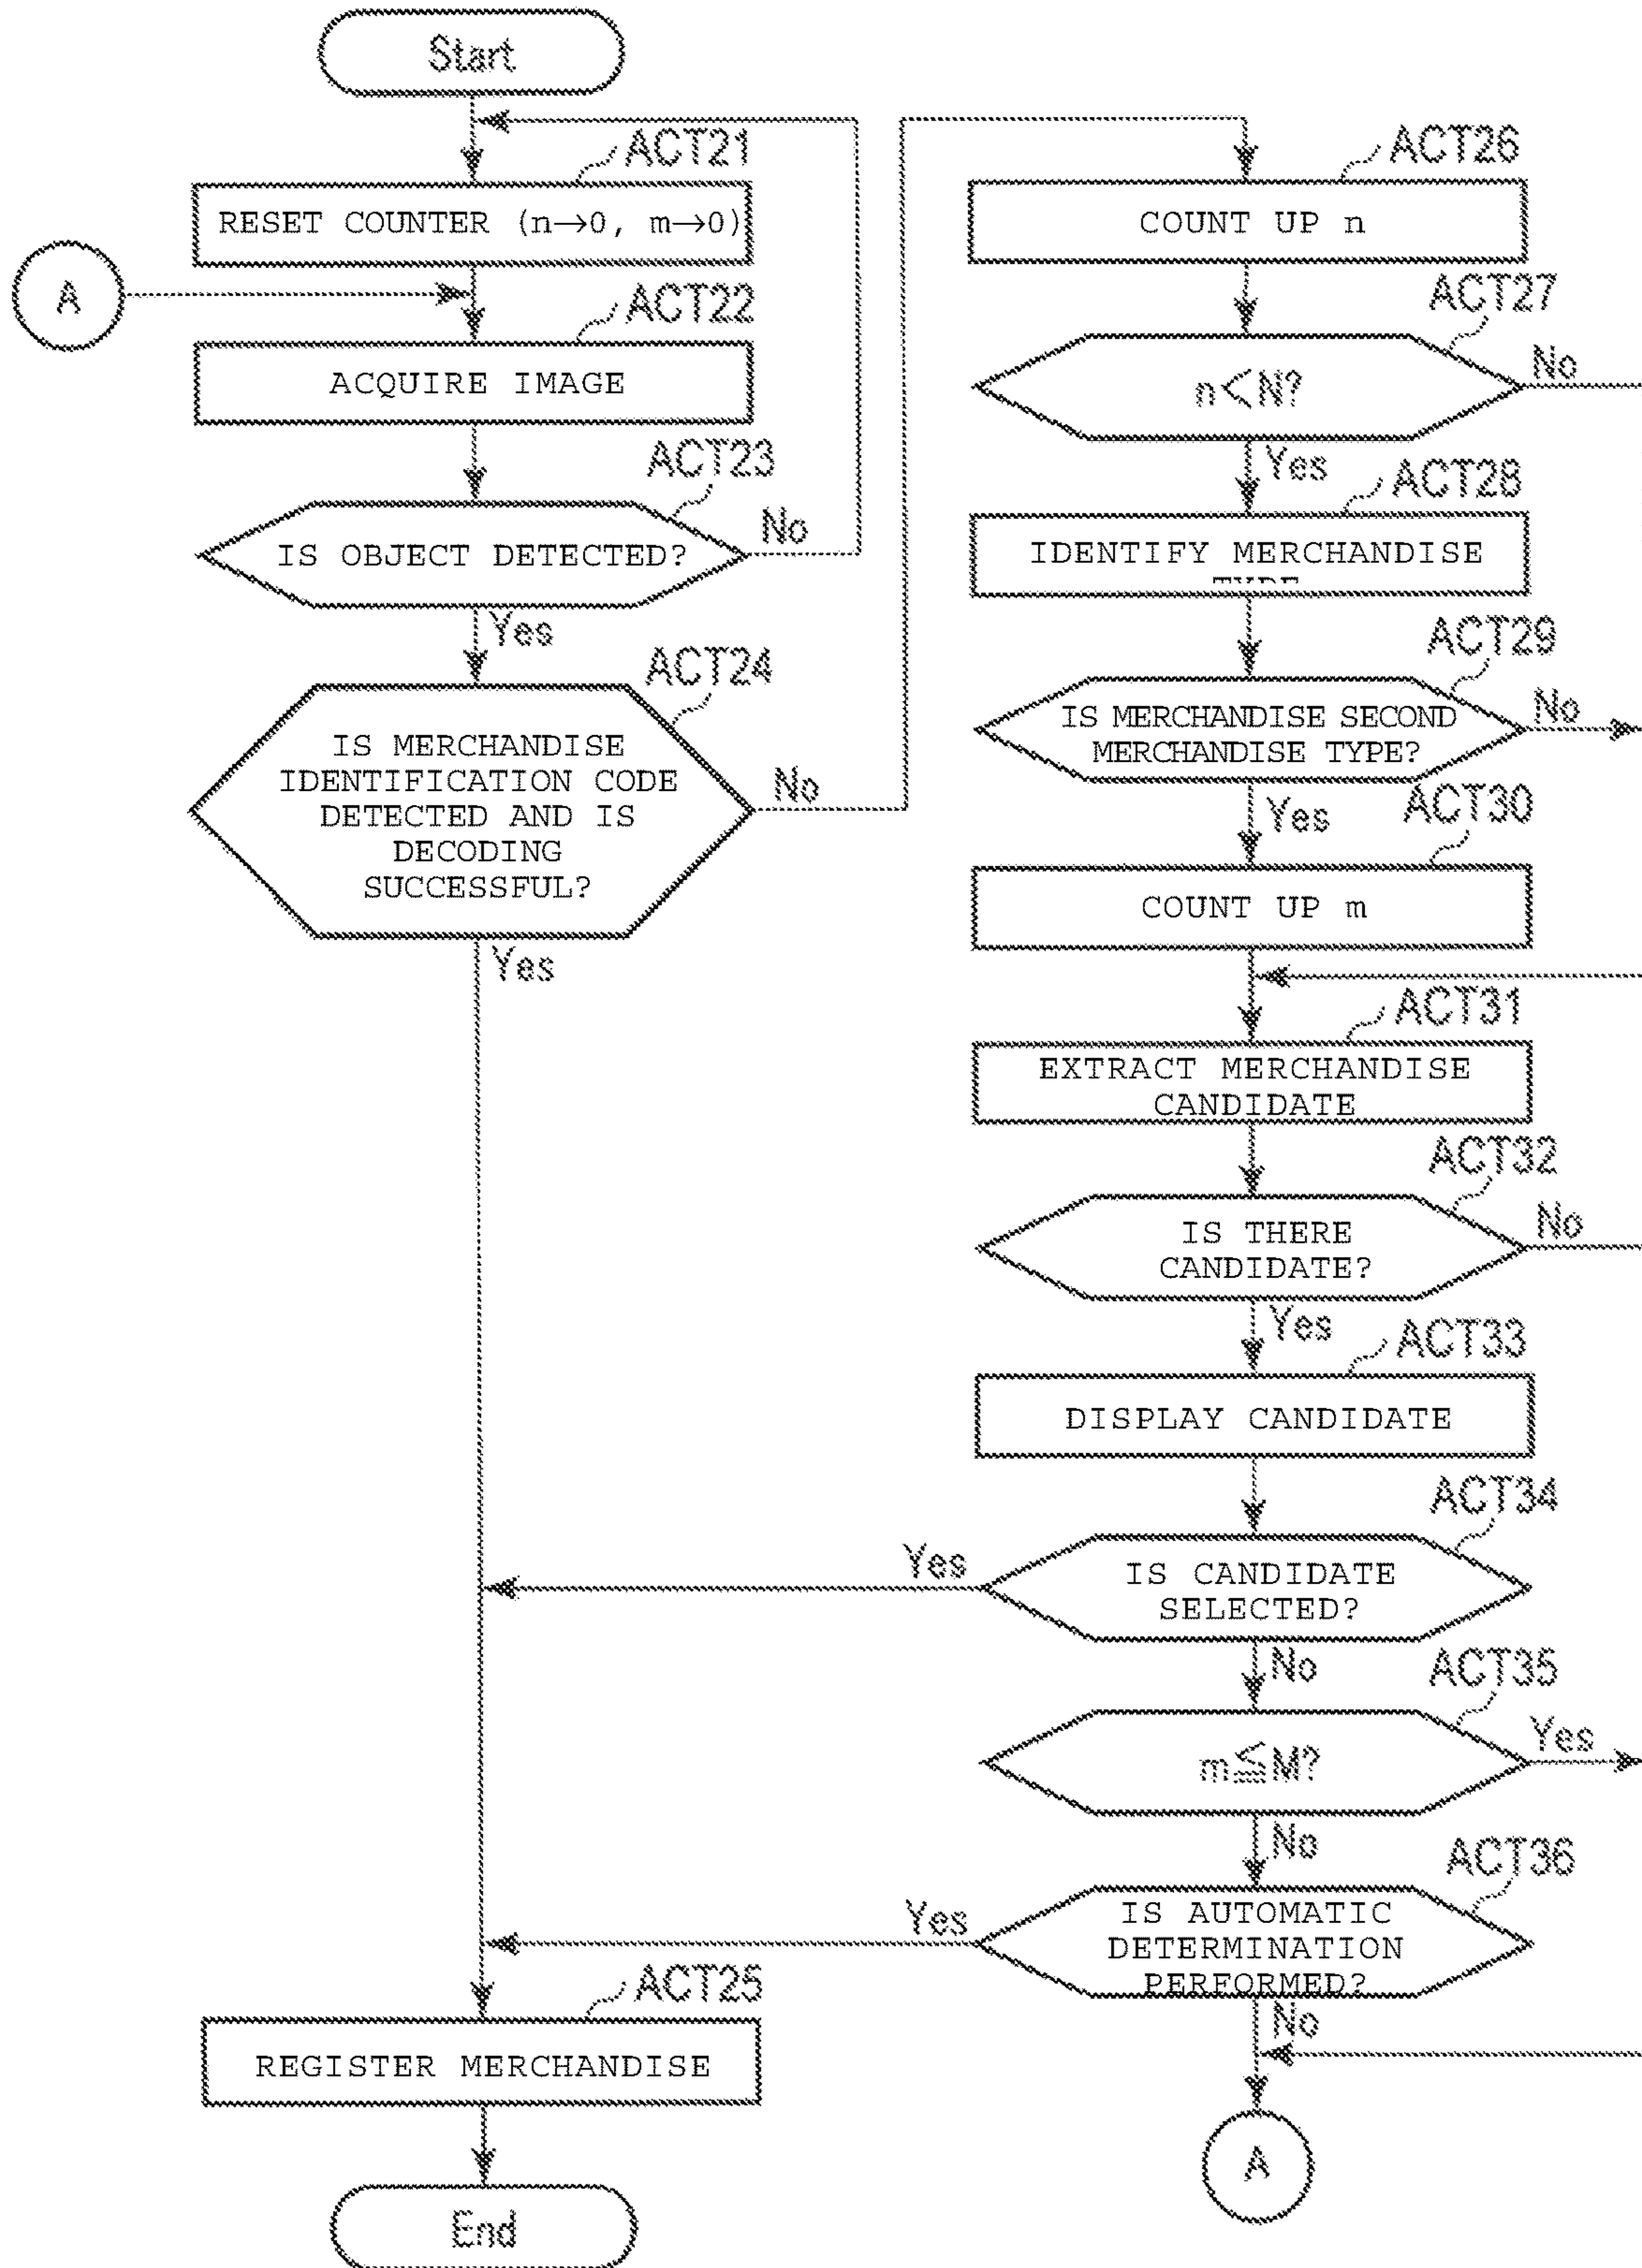 Start
ACT21
RESET COUNTER (n→0, m→0)
A
ACT22
ACQUIRE IMAGE
ACT23
IS OBJECT DETECTED?
No
Yes
ACT24
IS MERCHANDISE
IDENTIFICATION CODE
DETECTED AND IS
DECODING
SUCCESSFUL?
No
Yes
ACT26
COUNT UP n
ACT27
n<N?
No
Yes
ACT28
IDENTIFY MERCHANDISE
ACT29
IS MERCHANDISE SECOND
MERCHANDISE TYPE?
No
Yes
ACT30
COUNT UP m
ACT31
EXTRACT MERCHANDISE
CANDIDATE
ACT32
IS THERE
CANDIDATE?
No
Yes
ACT33
DISPLAY CANDIDATE
ACT34
IS CANDIDATE
SELECTED?
Yes
No
ACT35
m≦M?
Yes
No
ACT36
IS AUTOMATIC
DETERMINATION
PERFORMED?
Yes
No
A
ACT25
REGISTER MERCHANDISE
End